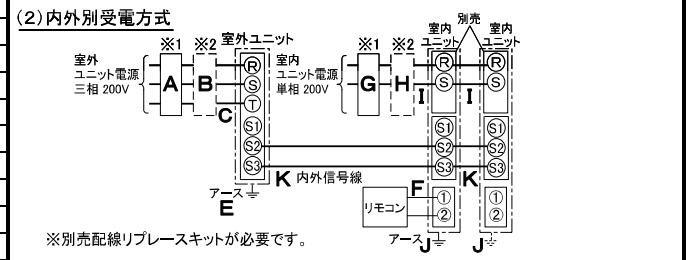 (2)内外別受電方式
別売
※1 ※2 室外ユニット ※1 ※2 室内ユニット 室内ユニット
室外
ユニット電源
三相 200V
A B C
R
S
T
S1
S2
S3
室内
ユニット電源
単相 200V
G H I I
R R
S S
S1 S1
S2 S2
S3 S3
K 内外信号線 K
アース
E
リモコン
F
① ①
② ②
アース J J
※別売配線リプレースキットが必要です。